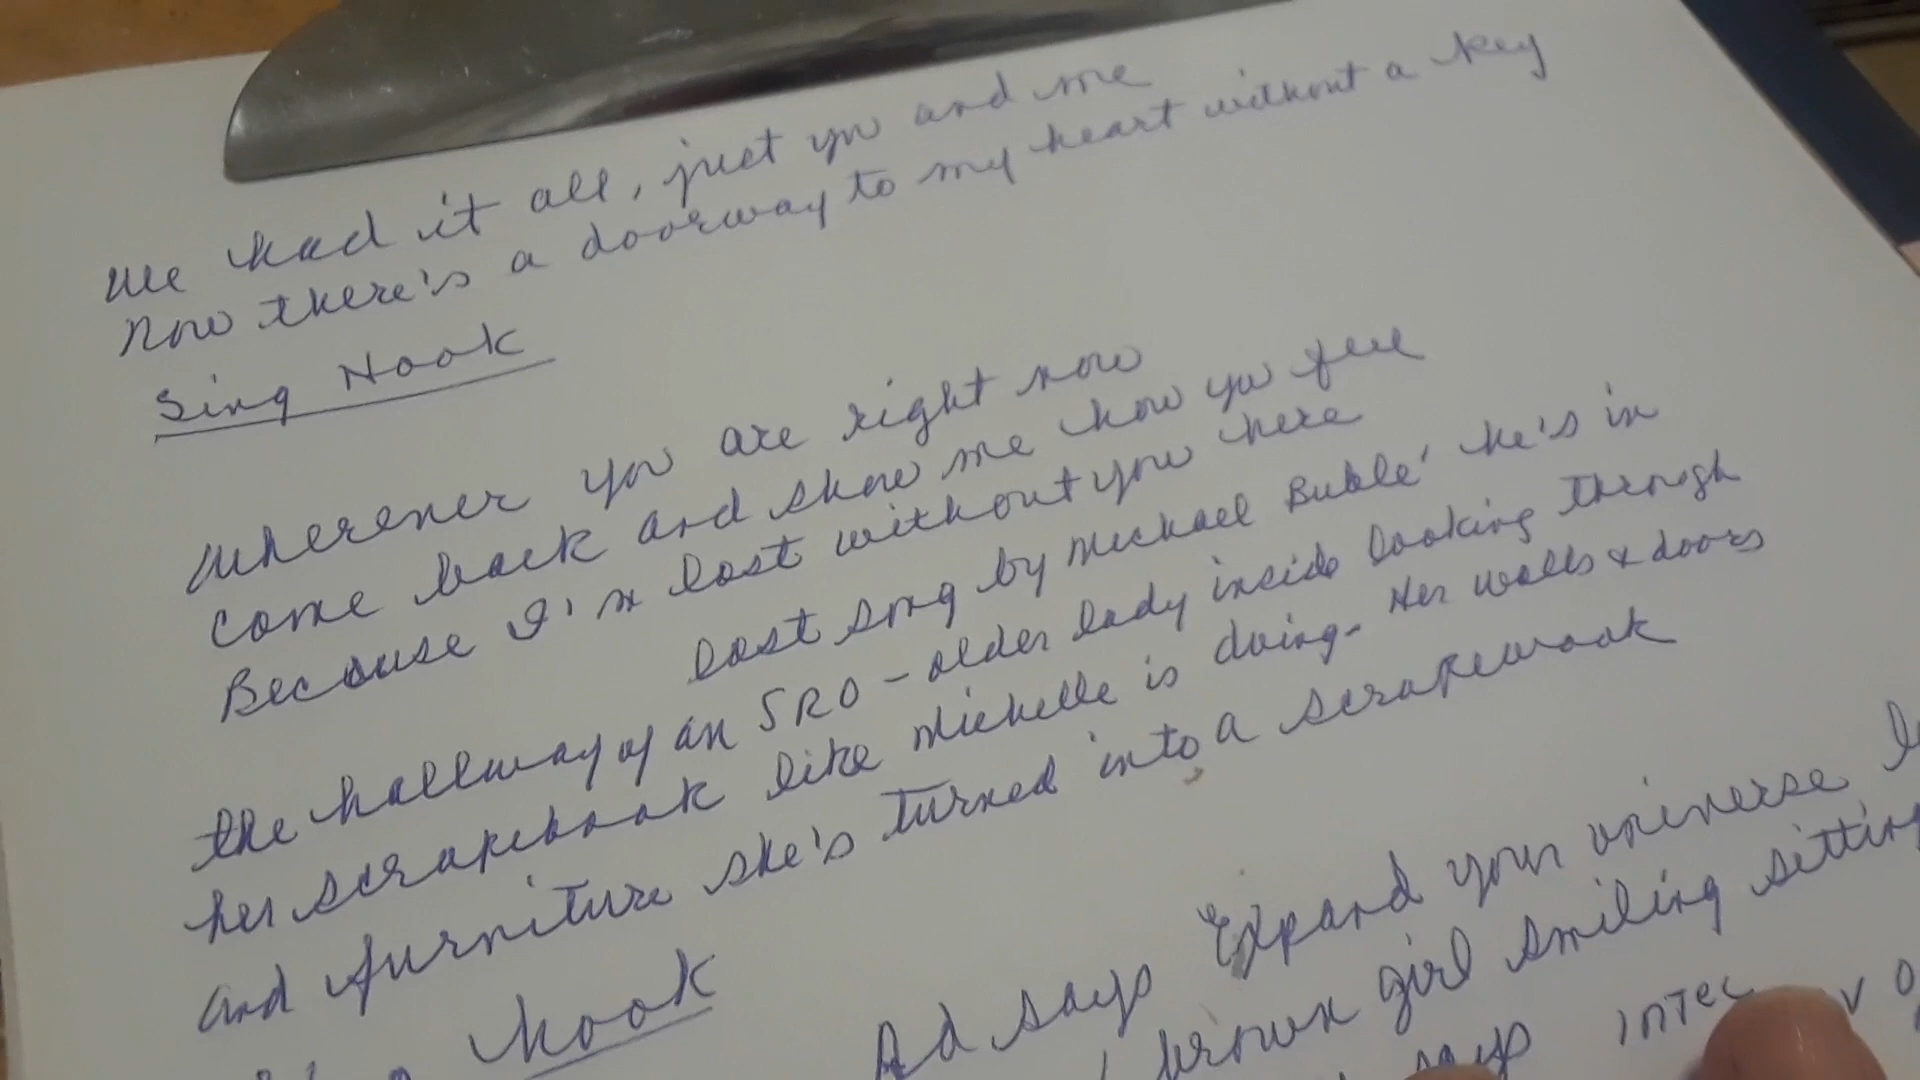 We had it all, just you and me
Now there's a doorway to my heart without a key
Sing Hook
Wherever you are right now
come back and show me how you feel
Because I'm lost without you here
Lost song by Michael Buble' he's in
the hallway of an SRO - older lady inside looking through
her scrapebook like Michelle is doing. Her walls & doors
and furniture she's turned into a scrapewook
hook
Ad says Expand your universe
brown girl smiling sitting
says